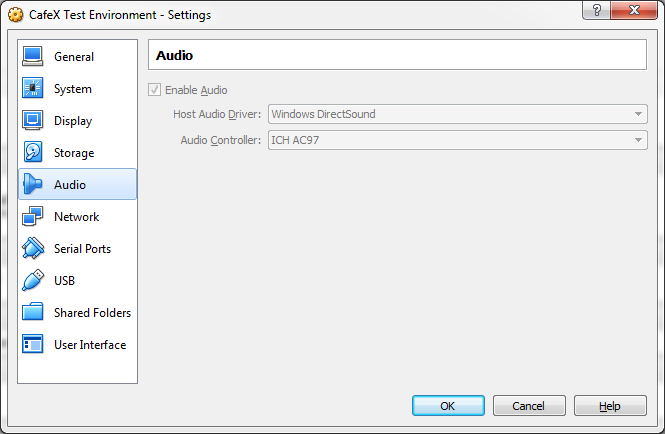 CafeX Test Environment - Settings
General
System
Display
Storage
Audio
Network
Serial Ports
USB
Shared Folders
User Interface
Audio
Enable Audio
Host Audio Driver: Windows DirectSound
Audio Controller: ICH AC97
OK Cancel Help